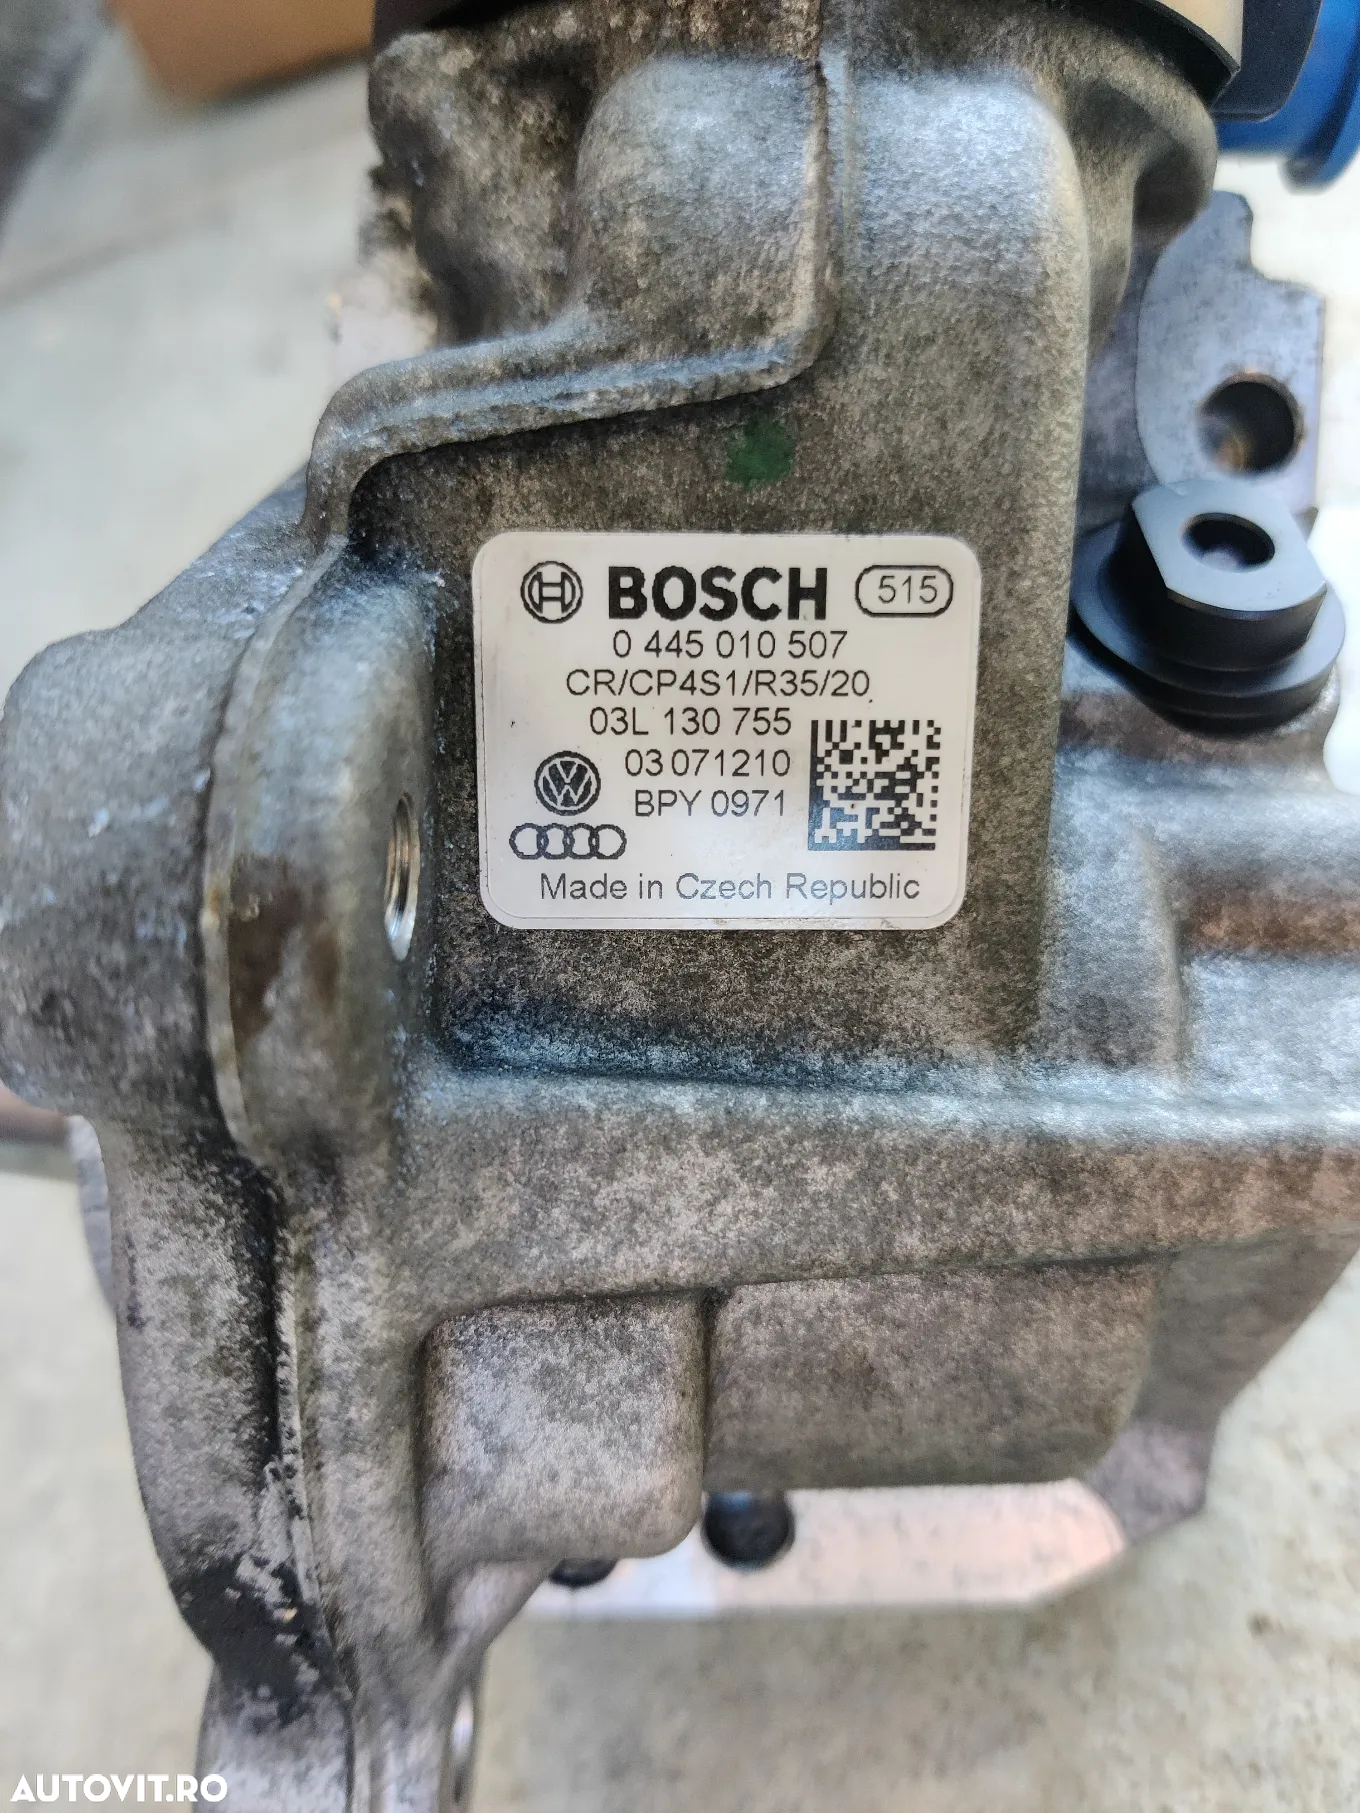 BOSCH 515
0 445 010 507
CR/CP4S1/R35/20
03L 130 755
03 071210
BPY 0971
Made in Czech Republic
AUTOVIT.RO